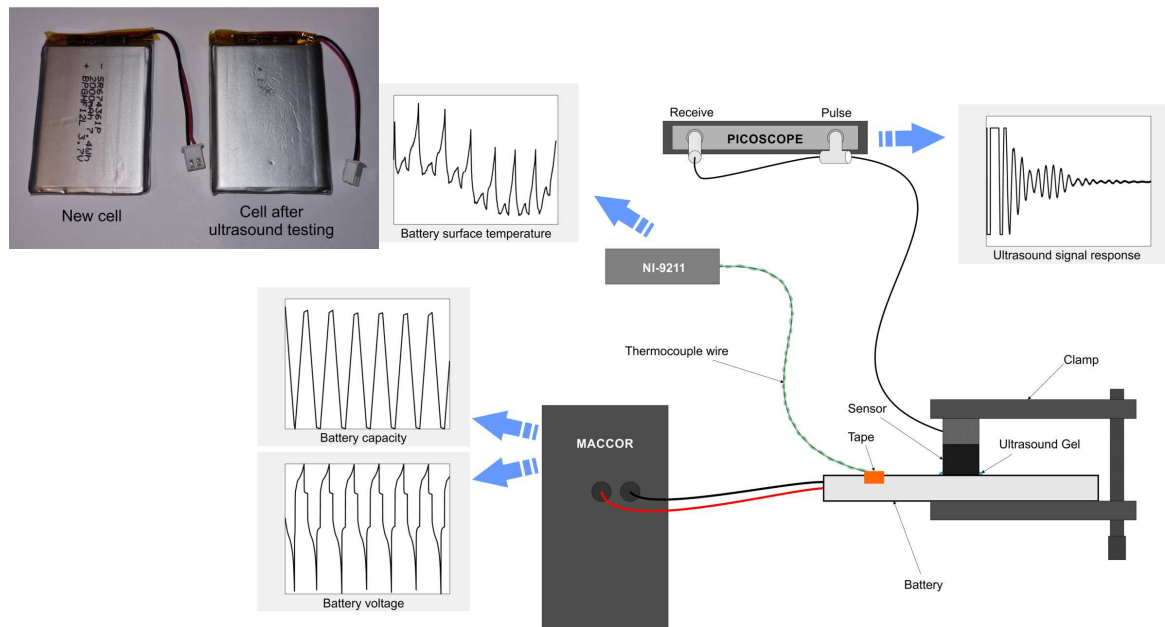 - SR674361P
2000mAh 7.4Wh
+ BPBHF12L 3.7V
New cell
Cell after
ultrasound testing
Battery surface temperature
Receive
Pulse
PICOSCOPE
Ultrasound signal response
NI-9211
Thermocouple wire
Battery capacity
MACCOR
Battery voltage
Clamp
Sensor
Tape
Ultrasound Gel
Battery